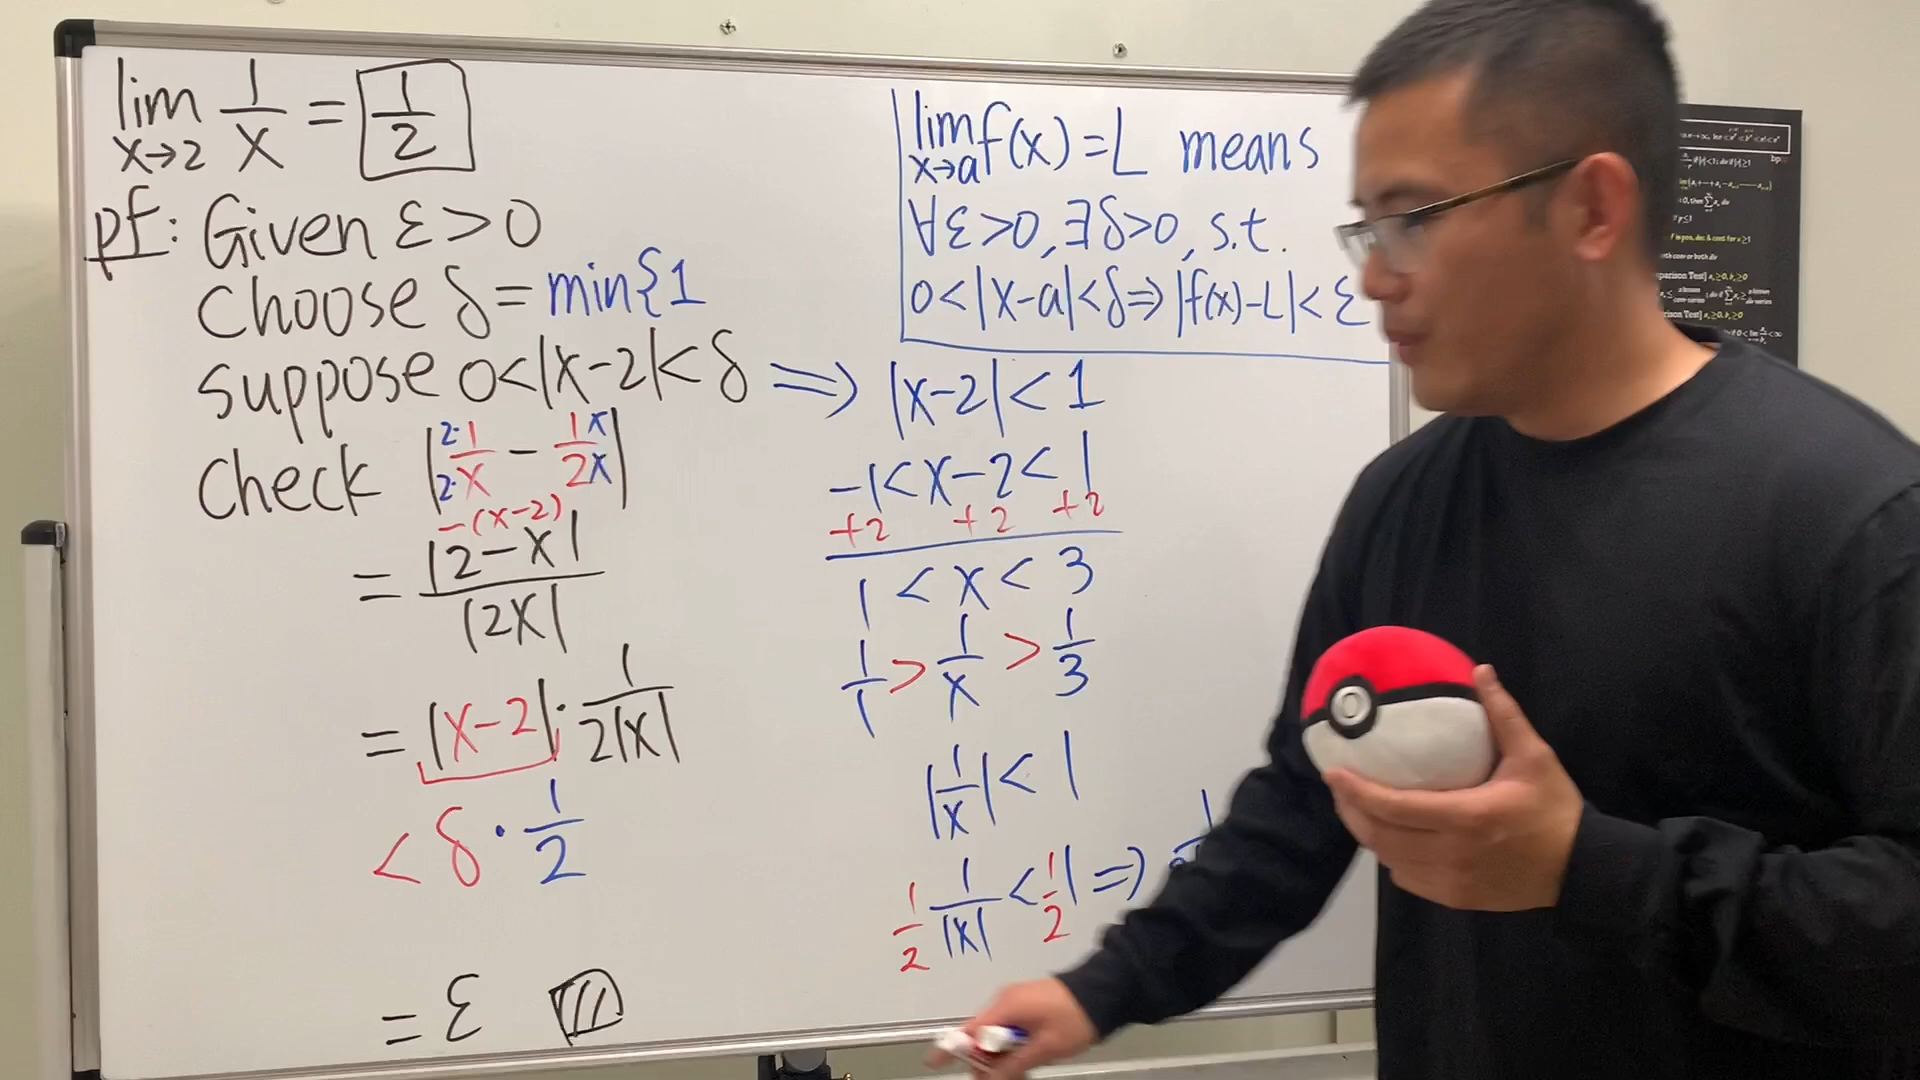 lim x→2 1/x = 1/2
pf: Given ε>0
Choose δ = min{1
suppose 0<|x-2|<δ ⟹ |x-2|<1
Check |2·1/2·x - 1x/2x|
-(x-2)
= |2-x|/|2x|
= |x-2|·1/2|x|
< δ·1/2
= ε
lim x→a f(x)=L means
∀ε>0, ∃δ>0, s.t.
0<|x-a|<δ⟹|f(x)-L|<ε
-1<x-2<1
+2 +2 +2
1<x<3
1/1>1/x>1/3
|1/x|<1
1/2 1/|x|<1/2 1⟹